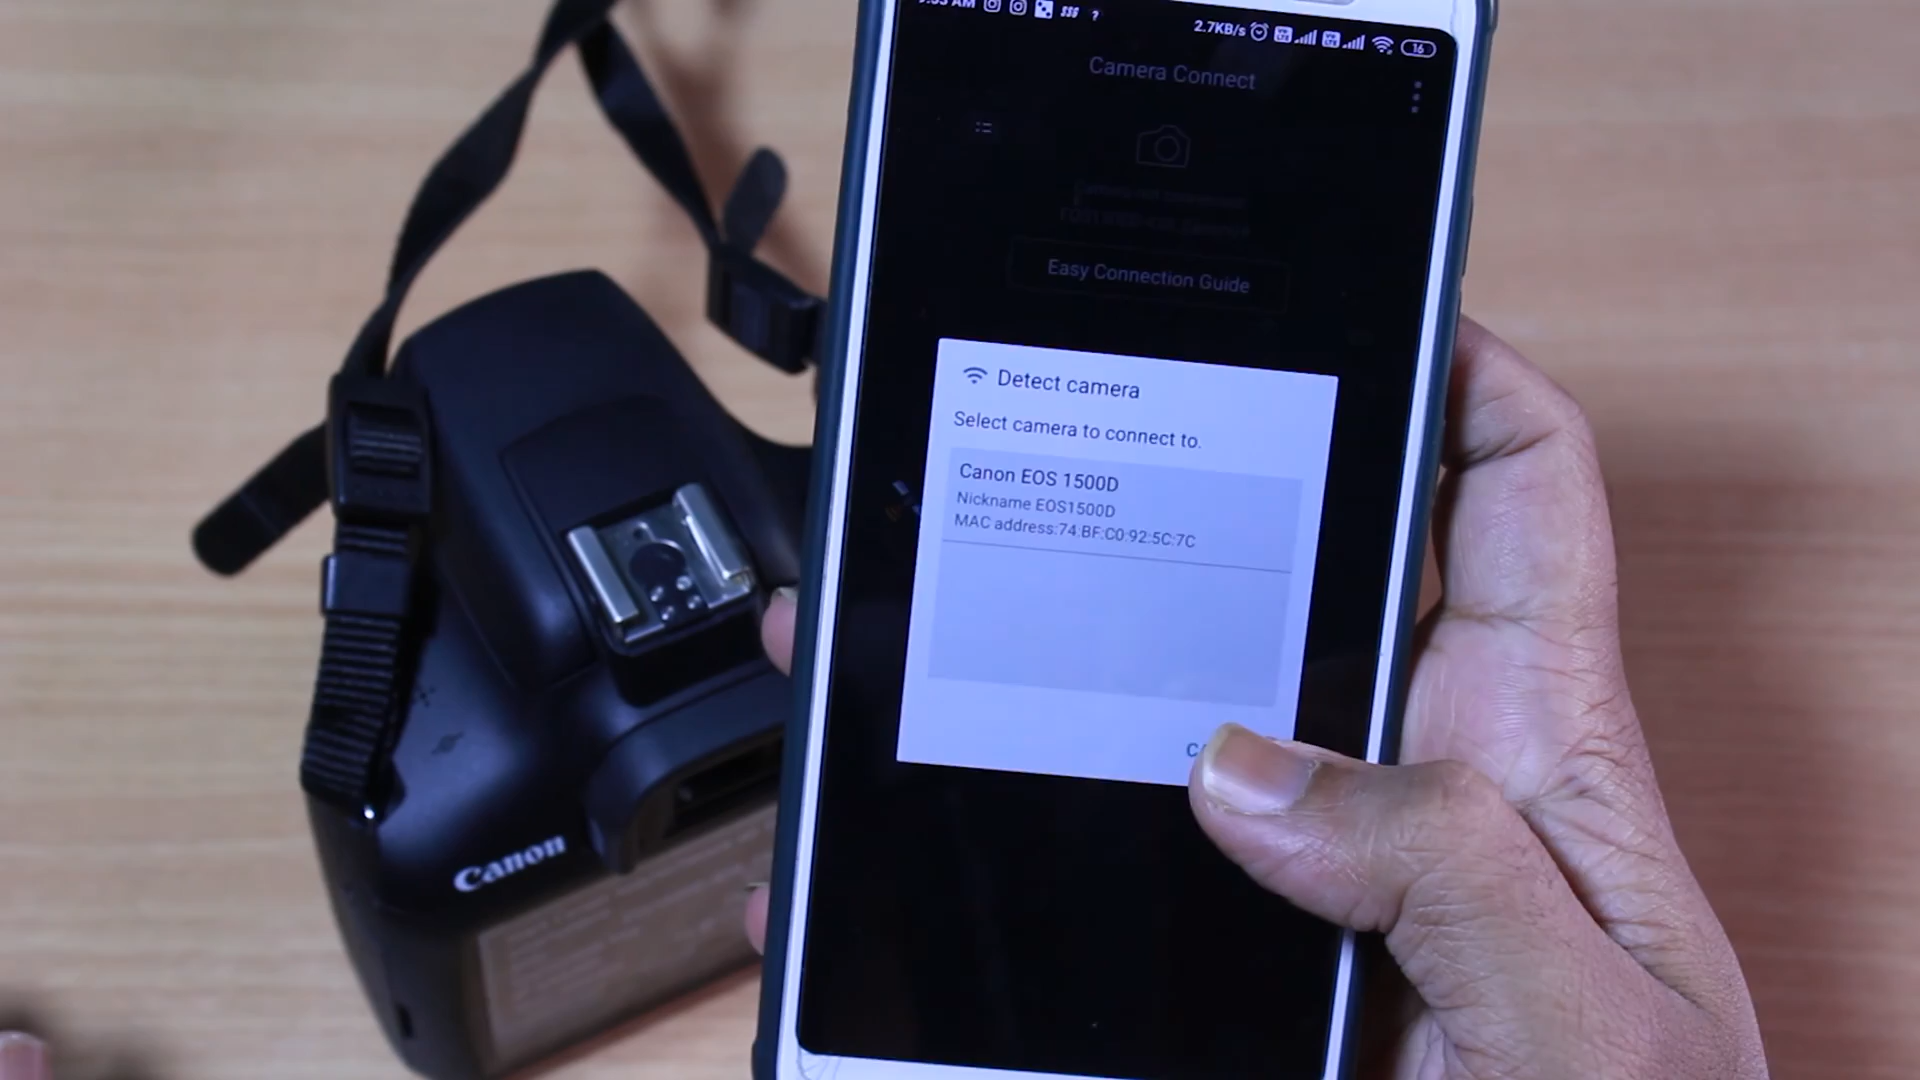 2.7KB/s 16
Camera Connect
Easy Connection Guide
Detect camera
Select camera to connect to.
Canon EOS 1500D
Nickname EOS1500D
MAC address:74:BF:C0:92:5C:7C
Canon